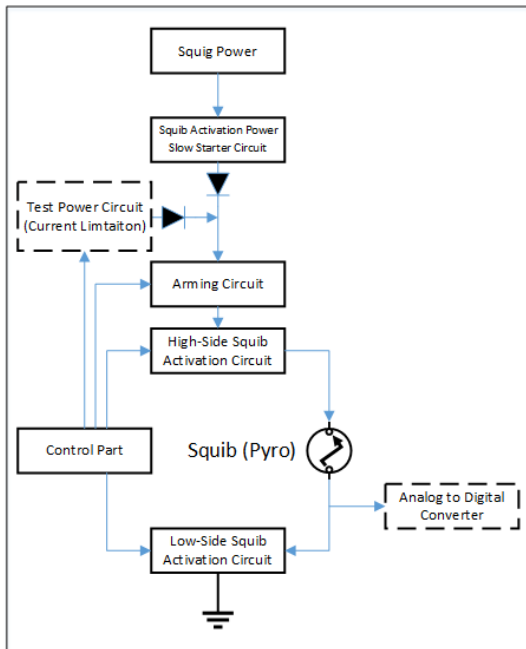 Squig Power
Squib Activation Power
Slow Starter Circuit
Test Power Circuit
(Current Limtaiton)
Arming Circuit
High-Side Squib
Activation Circuit
Control Part
Squib (Pyro)
Analog to Digital
Converter
Low-Side Squib
Activation Circuit